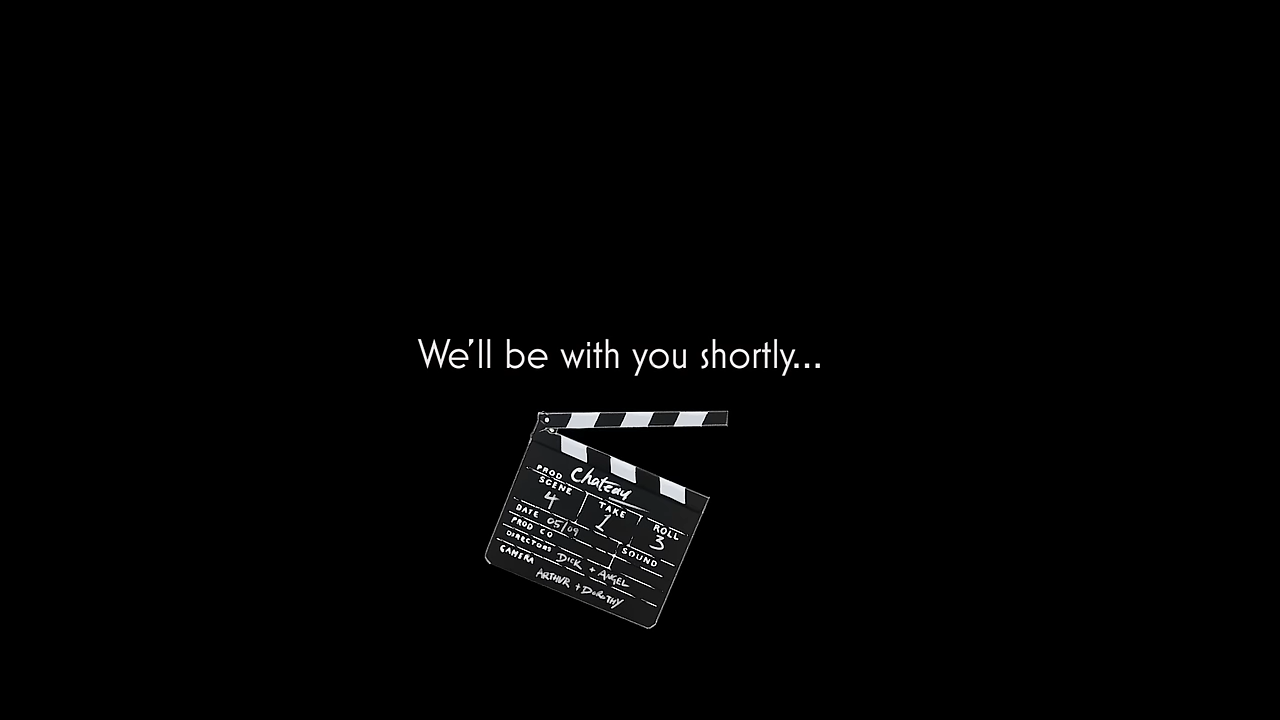 We'll be with you shortly...
PROD Chateau
SCENE 4
TAKE 1
ROLL 3
DATE 05/09
PROD CO
SOUND
DIRECTORS DICK + ANGEL
CAMERA ARTHUR + DOROTHY